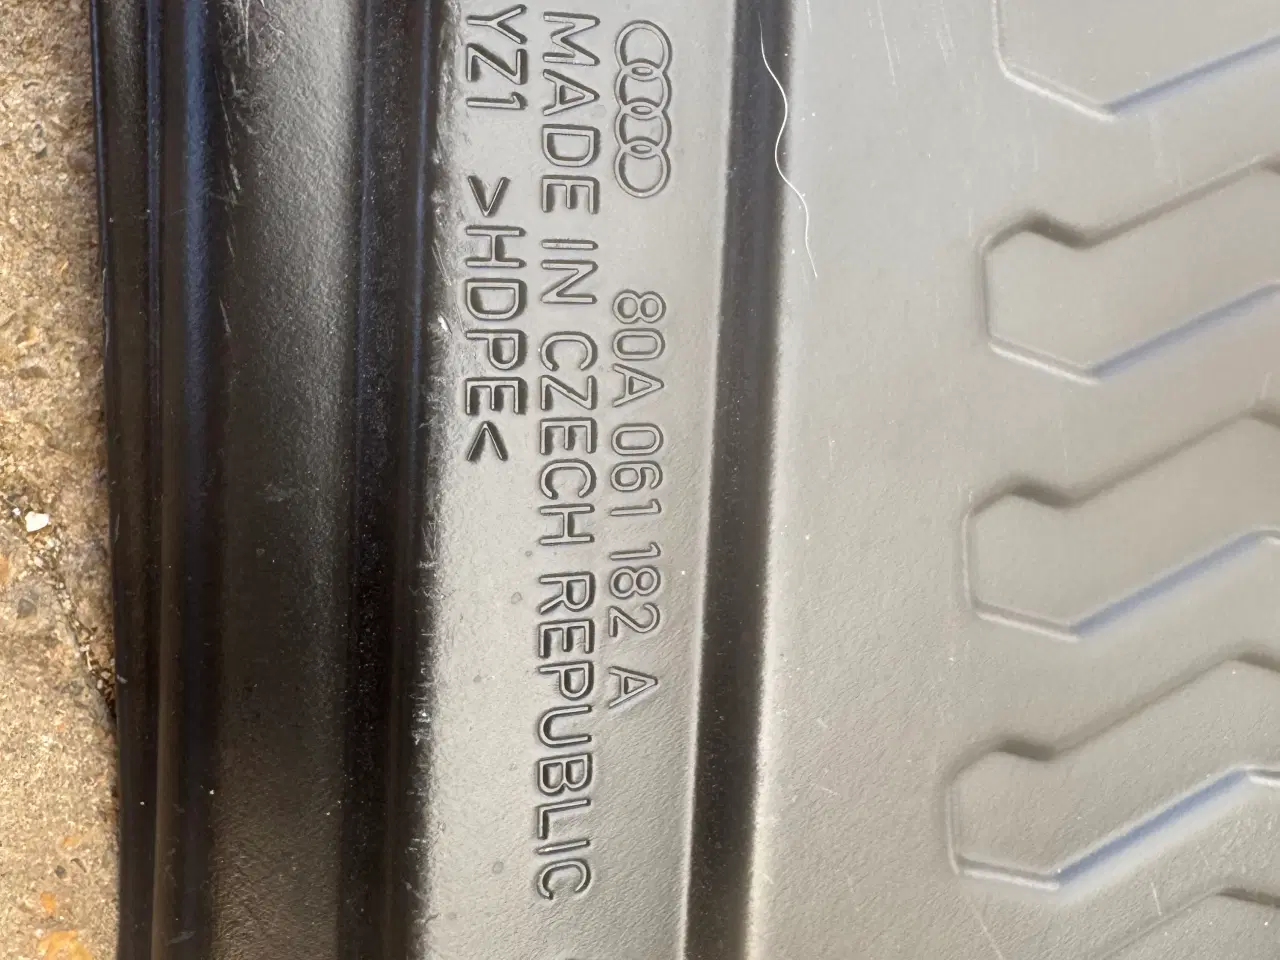 80A 061 182 A
MADE IN CZECH REPUBLIC
YZ1 >HDPE<